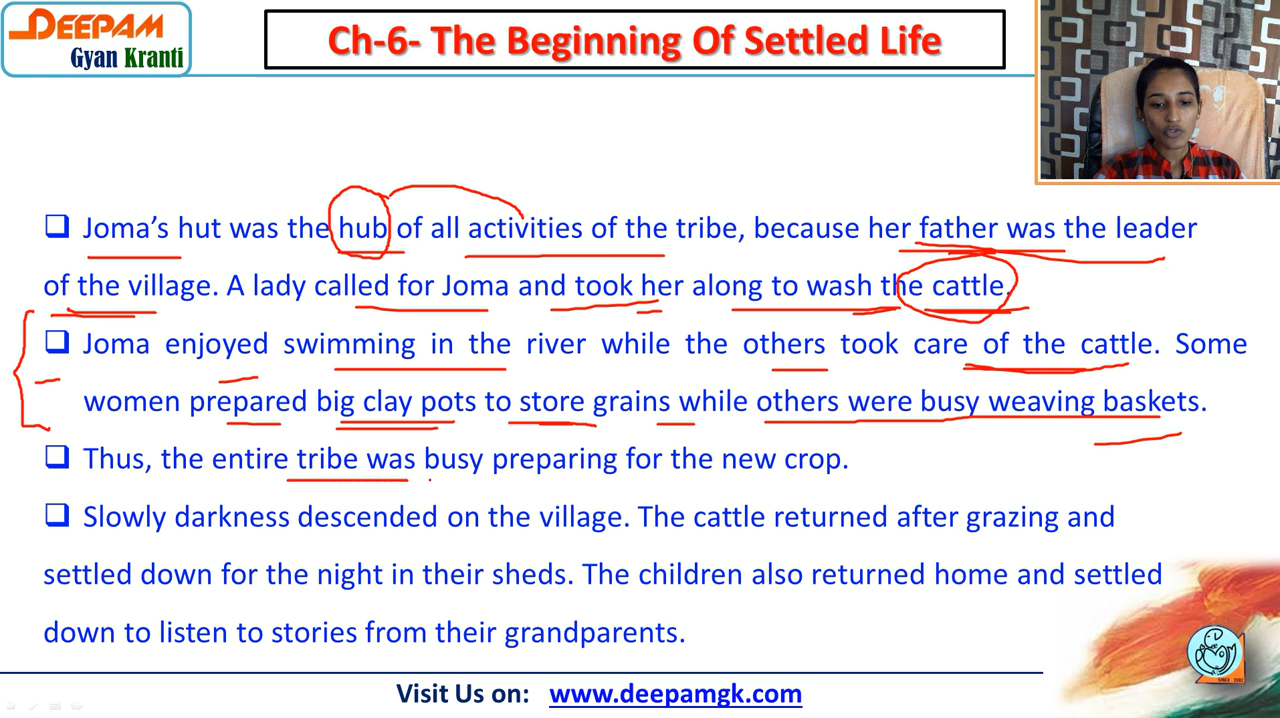 DEEPAM
Gyan Kranti
Ch-6- The Beginning Of Settled Life
Joma's hut was the hub of all activities of the tribe, because her father was the leader
of the village. A lady called for Joma and took her along to wash the cattle.
Joma enjoyed swimming in the river while the others took care of the cattle. Some
women prepared big clay pots to store grains while others were busy weaving baskets.
Thus, the entire tribe was busy preparing for the new crop.
Slowly darkness descended on the village. The cattle returned after grazing and
settled down for the night in their sheds. The children also returned home and settled
down to listen to stories from their grandparents.
Visit Us on: www.deepamgk.com